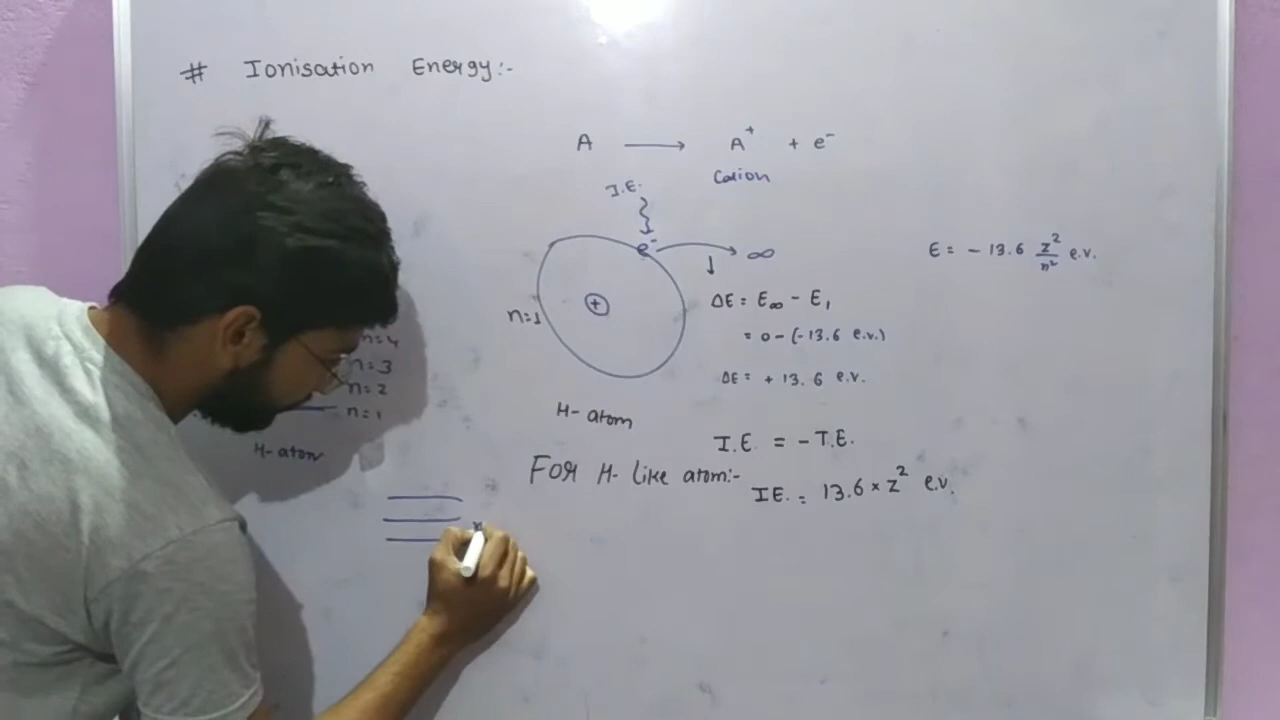 # Ionisation Energy:-
A ⟶ A⁺ + e⁻
Cation
I.E.
e⁻ ⟶ ∞
E = - 13.6 z²/n² e.v.
n=1
+
ΔE = E∞ - E₁
= 0 - (-13.6 e.v.)
ΔE = + 13.6 e.v.
n=4
n=3
n=2
n=1
H-atom
H-atom
I.E. = - T.E.
FOR H- like atom:-
IE. = 13.6 × z² e.v.
n